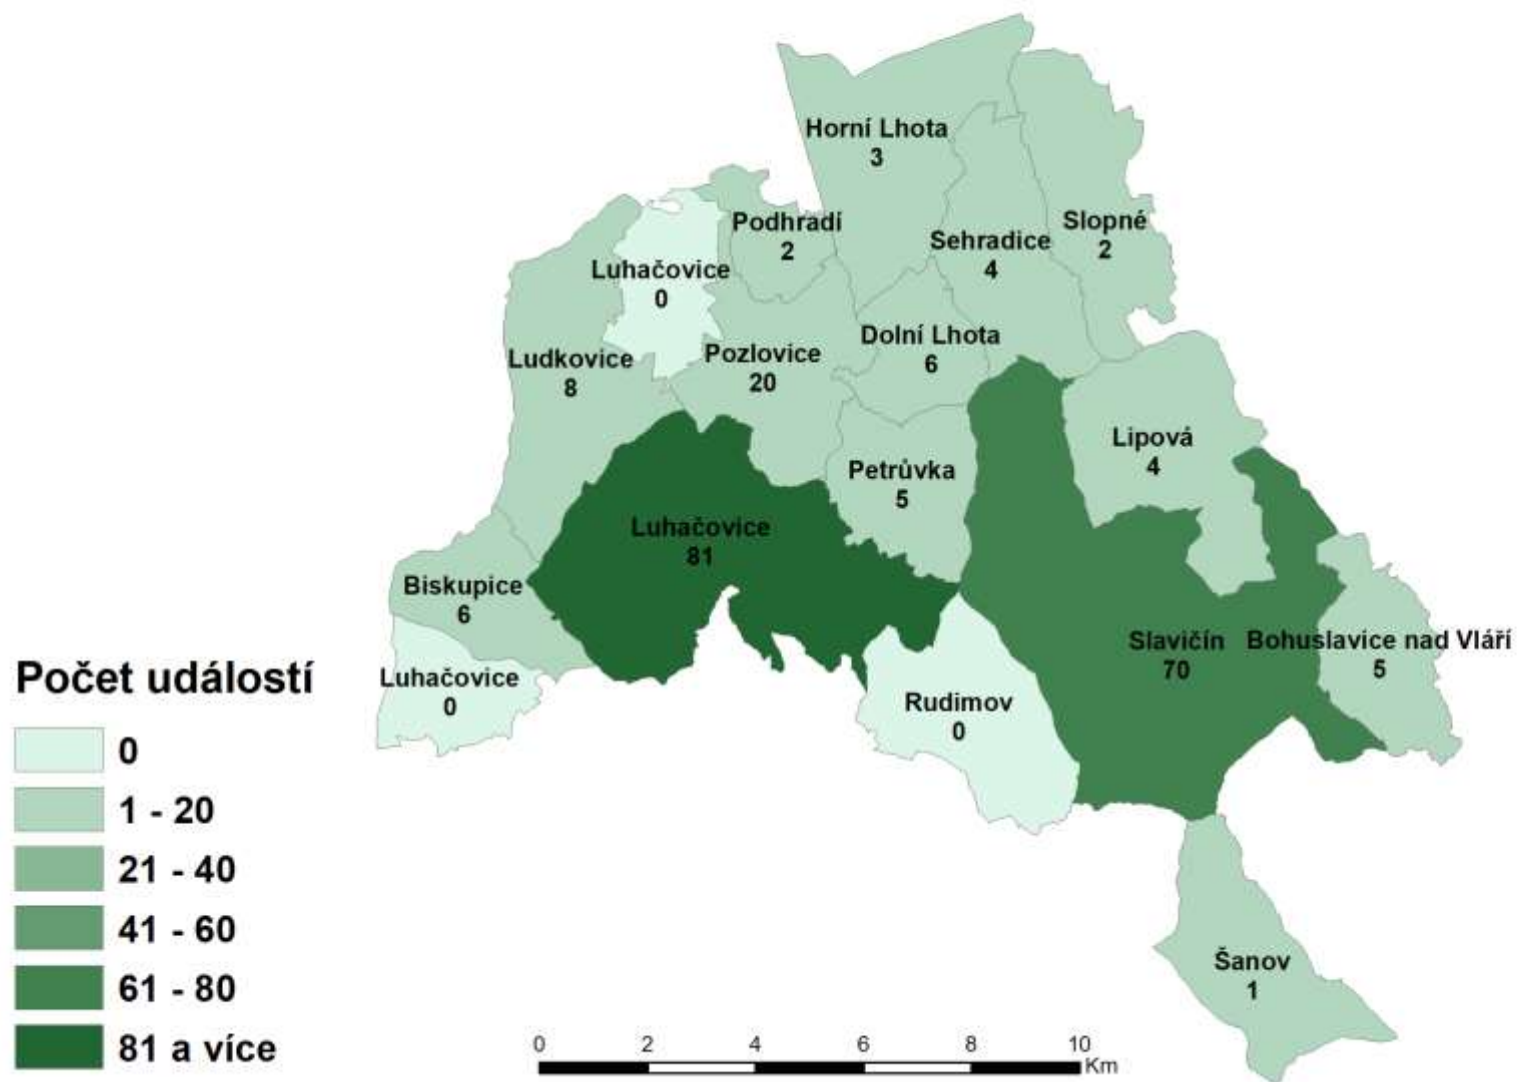 Horní Lhota
3
Podhradí
2
Slopné
2
Sehradice
4
Luhačovice
0
Dolní Lhota
6
Ludkovice
8
Pozlovice
20
Lipová
4
Petrůvka
5
Luhačovice
81
Biskupice
6
Slavičín
70
Bohuslavice nad Vláří
5
Luhačovice
0
Rudimov
0
Šanov
1
Počet událostí
0
1 - 20
21 - 40
41 - 60
61 - 80
81 a více
0 2 4 6 8 10
Km